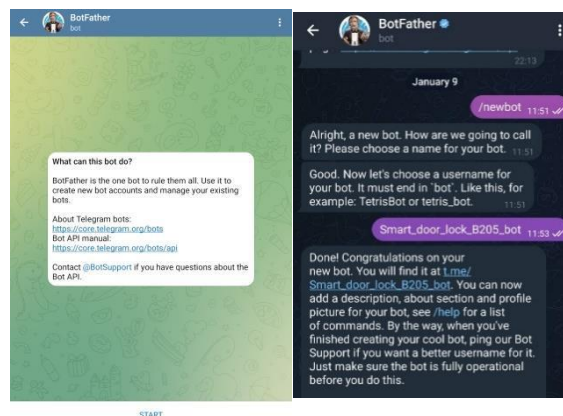 BotFather
bot
What can this bot do?
BotFather is the one bot to rule them all. Use it to
create new bot accounts and manage your existing
bots.
About Telegram bots:
https://core.telegram.org/bots
Bot API manual:
https://core.telegram.org/bots/api
Contact @BotSupport if you have questions about the
Bot API.
START
BotFather
bot
22:13
January 9
/newbot 11:51
Alright, a new bot. How are we going to call
it? Please choose a name for your bot. 11:51
Good. Now let's choose a username for
your bot. It must end in `bot`. Like this, for
example: TetrisBot or tetris_bot. 11:51
Smart_door_lock_B205_bot 11:53
Done! Congratulations on your
new bot. You will find it at t.me/
Smart_door_lock_B205_bot. You can now
add a description, about section and profile
picture for your bot, see /help for a list
of commands. By the way, when you've
finished creating your cool bot, ping our Bot
Support if you want a better username for it.
Just make sure the bot is fully operational
before you do this.